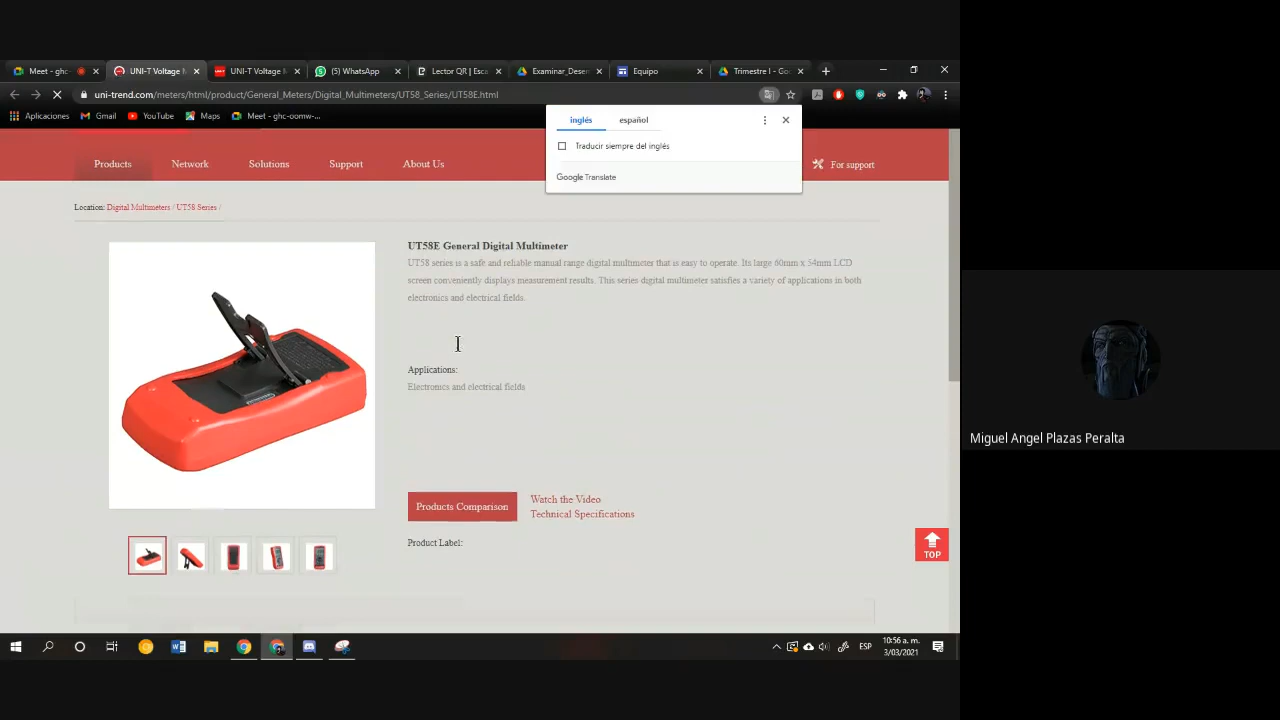 Meet - ghc-
UNI-T Voltage M
UNI-T Voltage M
(5) WhatsApp
Lector QR | Esca
Examinar_Desem
Equipo
Trimestre I - Go
uni-trend.com/meters/html/product/General_Meters/Digital_Multimeters/UT58_Series/UT58E.html
Aplicaciones
Gmail
YouTube
Maps
Meet - ghc-oomw-...
inglés
español
Traducir siempre del inglés
Google Translate
Products
Network
Solutions
Support
About Us
For support
Location: Digital Multimeters / UT58 Series /
UT58E General Digital Multimeter
UT58 series is a safe and reliable manual range digital multimeter that is easy to operate. Its large 60mm x 54mm LCD
screen conveniently displays measurement results. This series digital multimeter satisfies a variety of applications in both
electronics and electrical fields.
Applications:
Electronics and electrical fields
Products Comparison
Watch the Video
Technical Specifications
Product Label:
TOP
Miguel Angel Plazas Peralta
ESP
10:56 a. m.
3/03/2021